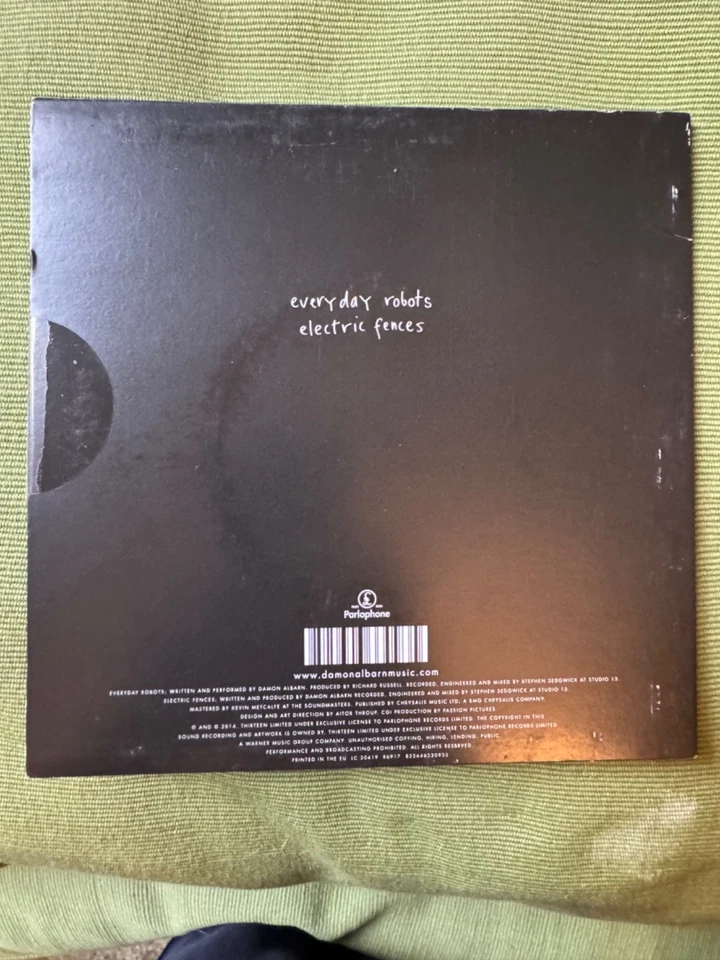 everyday robots
electric fences
Parlophone
www.damonalbarnmusic.com
EVERYDAY ROBOTS; WRITTEN AND PERFORMED BY DAMON ALBARN. PRODUCED BY RICHARD RUSSELL. RECORDED, ENGINEERED AND MIXED BY STEPHEN SEDGWICK AT STUDIO 13.
ELECTRIC FENCES; WRITTEN AND PRODUCED BY DAMON ALBARN RECORDED, ENGINEERED AND MIXED BY STEPHEN SEDGWICK AT STUDIO 13.
MASTERED BY KEVIN METCALFE AT THE SOUNDMASTERS. PUBLISHED BY CHRYSALIS MUSIC LTD; A BMG CHRYSALIS COMPANY.
DESIGN AND ART DIRECTION BY AITOR THROUP. CGI PRODUCTION BY PASSION PICTURES.
℗ AND © 2014. THIRTEEN LIMITED UNDER EXCLUSIVE LICENSE TO PARLOPHONE RECORDS LIMITED. THE COPYRIGHT IN THIS
SOUND RECORDING AND ARTWORK IS OWNED BY, THIRTEEN LIMITED UNDER EXCLUSIVE LICENSE TO PARLOPHONE RECORDS LIMITED
A WARNER MUSIC GROUP COMPANY. UNAUTHORISED COPYING, HIRING, LENDING, PUBLIC
PERFORMANCE AND BROADCASTING PROHIBITED. ALL RIGHTS RESERVED.
PRINTED IN THE EU LC 30419